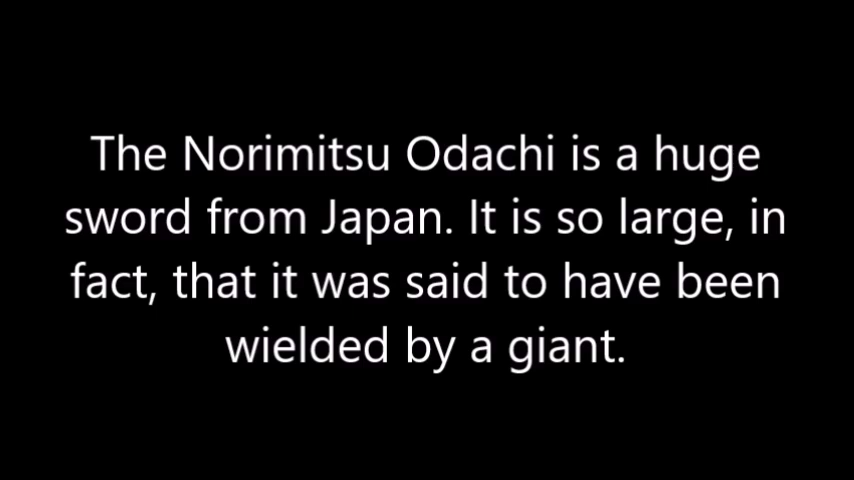 The Norimitsu Odachi is a huge
sword from Japan. It is so large, in
fact, that it was said to have been
wielded by a giant.